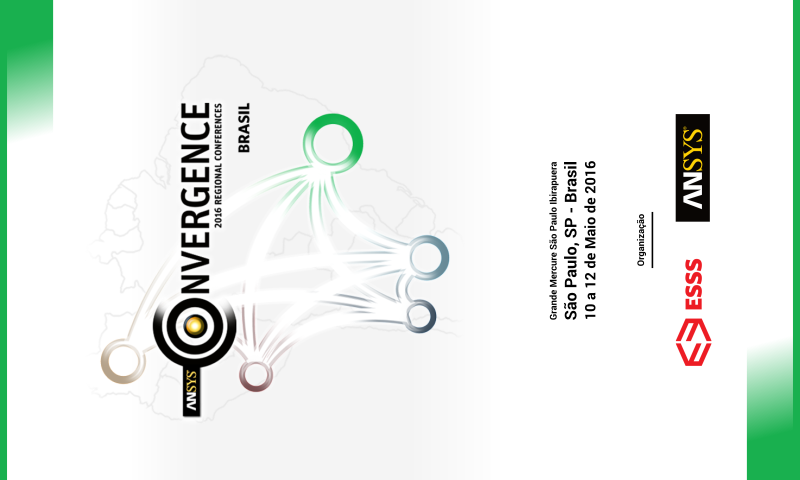 ANSYS
CONVERGENCE
2016 REGIONAL CONFERENCES
BRASIL
Grande Mercure São Paulo Ibirapuera
São Paulo, SP - Brasil
10 a 12 de Maio de 2016
Organização
ESSS
ANSYS®